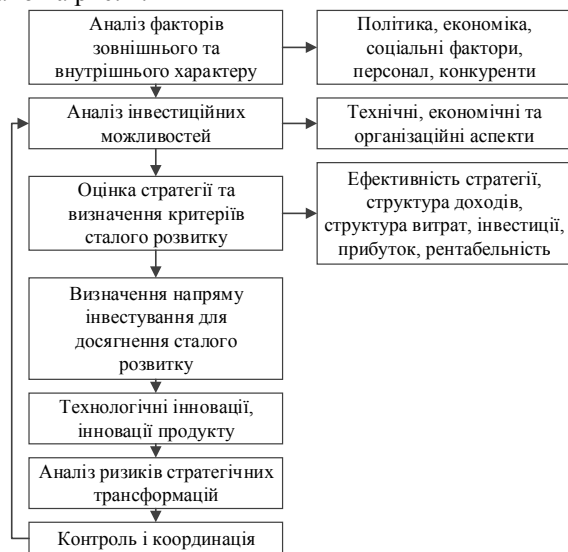 Аналіз факторів
зовнішнього та
внутрішнього характеру
Політика, економіка,
соціальні фактори,
персонал, конкуренти
Аналіз інвестиційних
можливостей
Технічні, економічні та
організаційні аспекти
Оцінка стратегії та
визначення критеріїв
сталого розвитку
Ефективність стратегії,
структура доходів,
структура витрат, інвестиції,
прибуток, рентабельність
Визначення напряму
інвестування для
досягнення сталого
розвитку
Технологічні інновації,
інновації продукту
Аналіз ризиків стратегічних
трансформацій
Контроль і координація